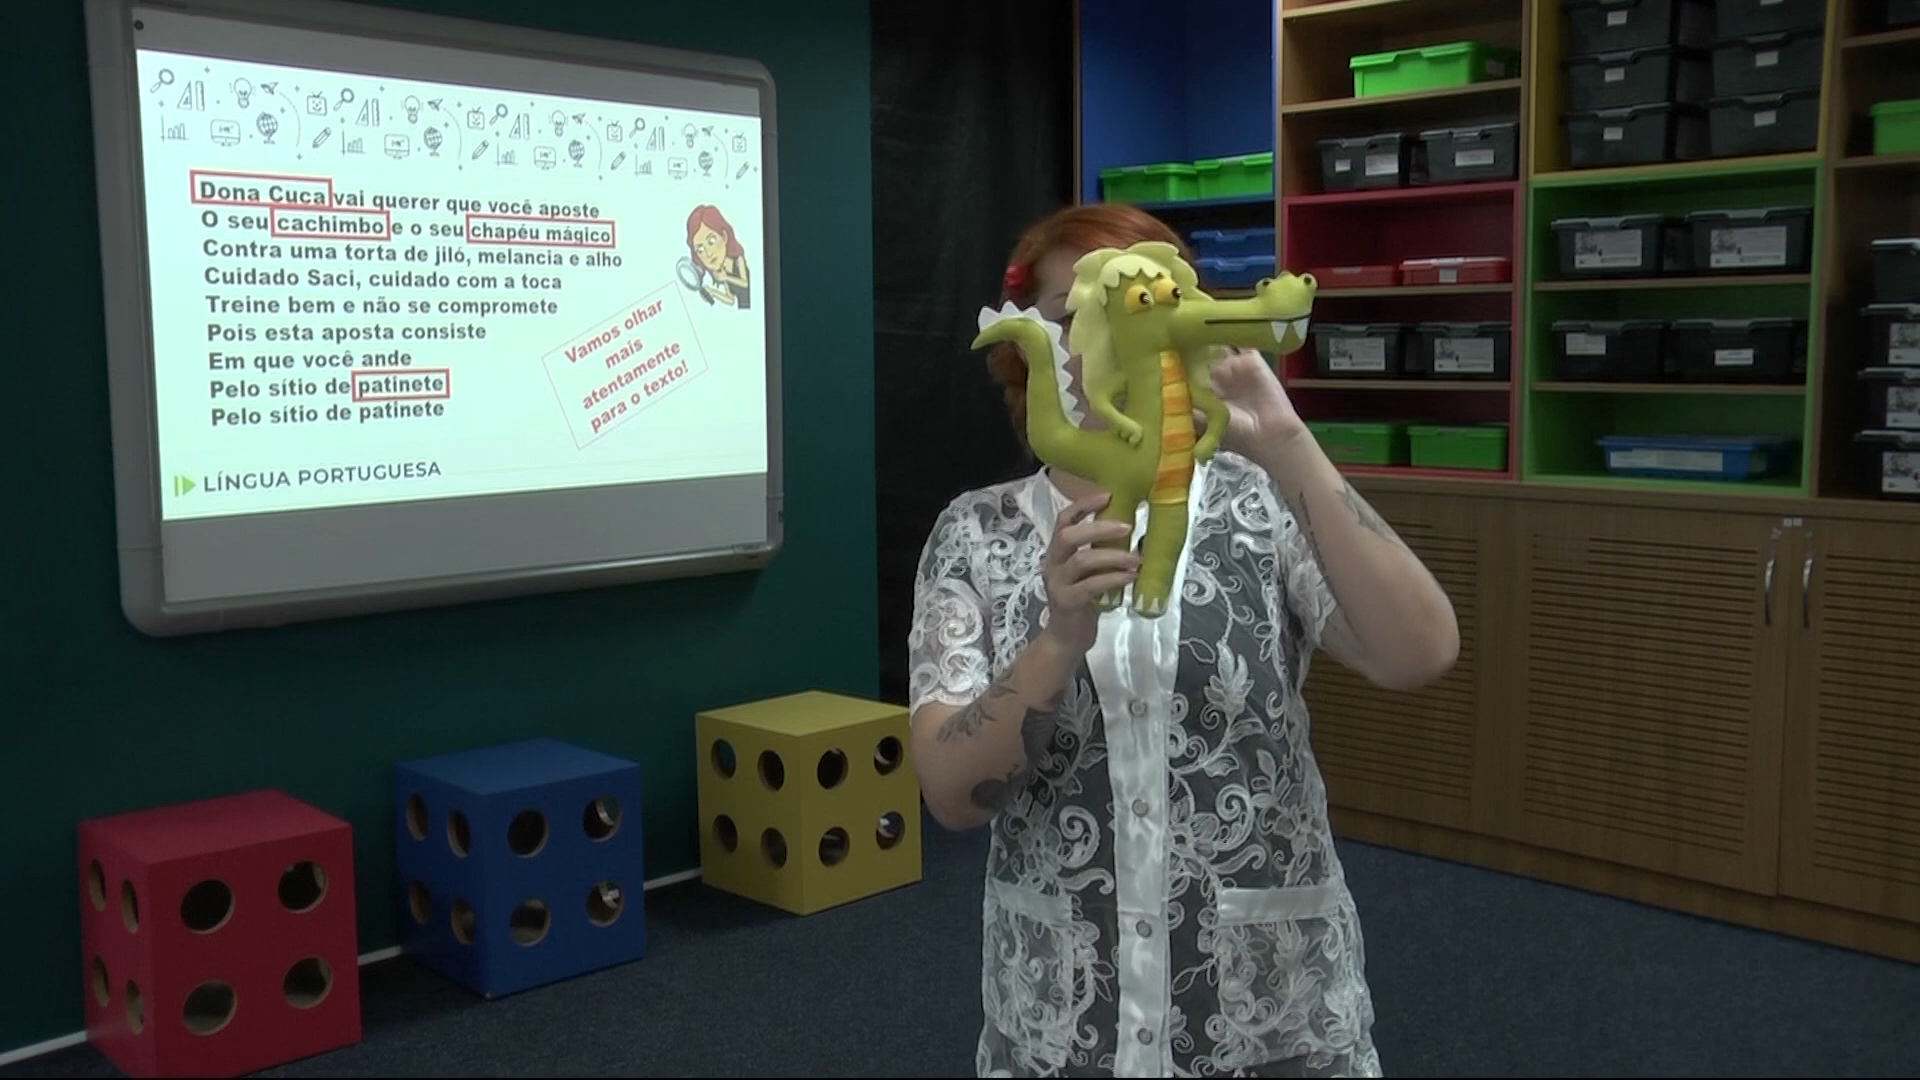 Dona Cuca vai querer que você aposte
O seu cachimbo e o seu chapéu mágico
Contra uma torta de jiló, melancia e alho
Cuidado Saci, cuidado com a toca
Treine bem e não se compromete
Pois esta aposta consiste
Em que você ande
Pelo sítio de patinete
Pelo sítio de patinete
Vamos olhar
mais
atentamente
para o texto!
LÍNGUA PORTUGUESA